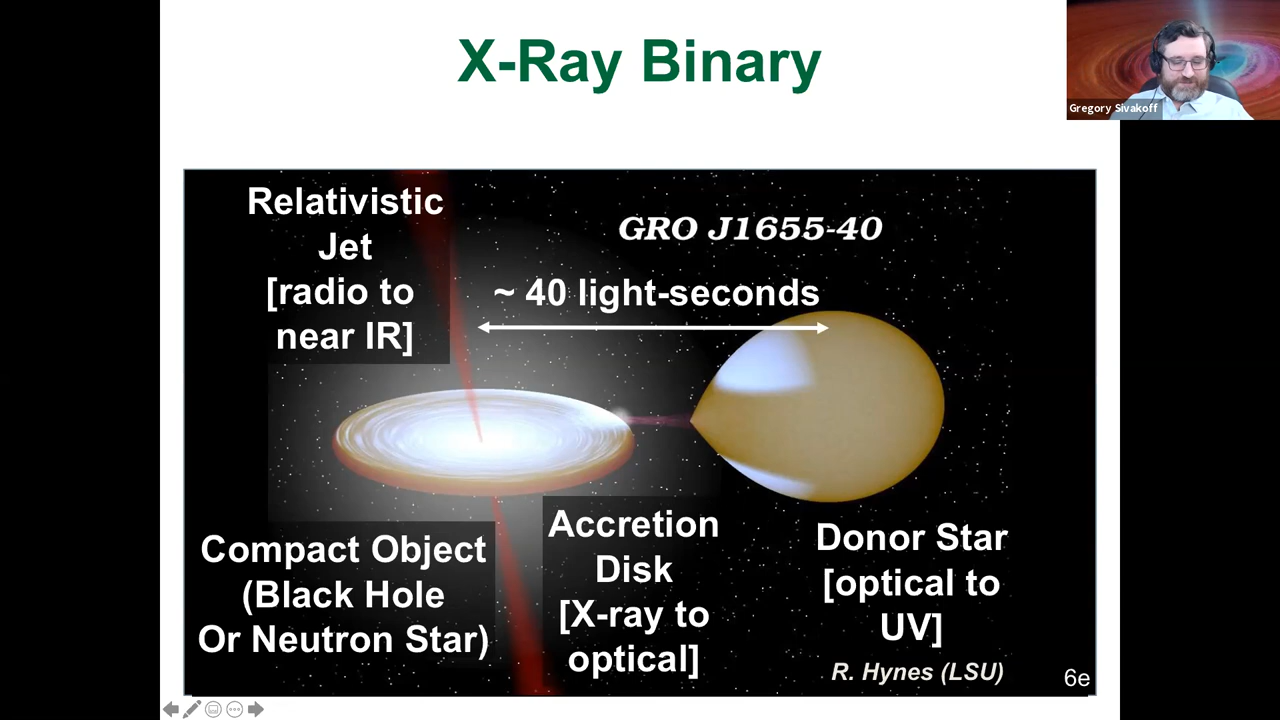 X-Ray Binary
Gregory Sivakoff
Relativistic
Jet
[radio to
near IR]
GRO J1655-40
~ 40 light-seconds
Compact Object
(Black Hole
Or Neutron Star)
Accretion
Disk
[X-ray to
optical]
Donor Star
[optical to
UV]
R. Hynes (LSU)
6e